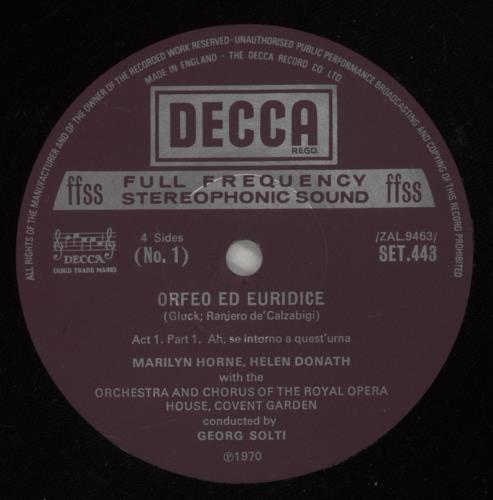 ALL RIGHTS OF THE MANUFACTURER AND OF THE OWNER OF THE RECORDED WORK RESERVED · UNAUTHORISED PUBLIC PERFORMANCE BROADCASTING AND COPYING OF THIS RECORD PROHIBITED
MADE IN ENGLAND · THE DECCA RECORD CO LTD.
DECCA
REGD.
ffss FULL FREQUENCY STEREOPHONIC SOUND ffss
DECCA
(REGD TRADE MARK)
4 Sides
(No. 1)
/ZAL.9463/
SET.443
ORFEO ED EURIDICE
(Gluck; Ranjero de'Calzabigi)
Act 1. Part 1. Ah, se intorno a quest'urna
MARILYN HORNE, HELEN DONATH
with the
ORCHESTRA AND CHORUS OF THE ROYAL OPERA
HOUSE, COVENT GARDEN
conducted by
GEORG SOLTI
℗1970